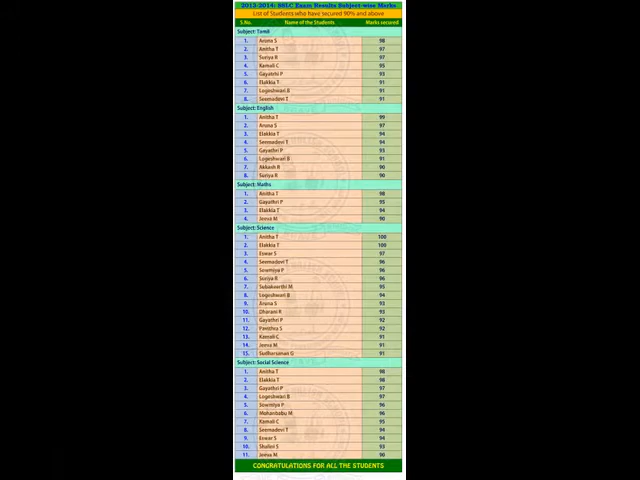 2013-2014: SSLC Exam Results Subject-wise Marks
List of Students who have secured 90% and above
S.No. Name of the Students Marks secured
Subject: Tamil
1. Aruna S 98
2. Anitha T 97
3. Suriya R 97
4. Kamali C 95
5. Gayathri P 93
6. Elakkia T 91
7. Logeshwari B 91
8. Seemadevi T 91
Subject: English
1. Anitha T 99
2. Aruna S 97
3. Elakkia T 94
4. Seemadevi T 94
5. Gayathri P 93
6. Logeshwari B 91
7. R 90
8. Suriya R 90
Subject: Maths
1. Anitha T 98
2. Gayathri P 95
3. Elakkia T 94
4. Jeeva M 90
Subject: Science
1. Anitha T 100
2. Elakkia T 100
3. Eswar S 97
4. Seemadevi T 96
5. Sowmiya P 96
6. Suriya R 96
7. Subakeerthi M 95
8. Logeshwari B 94
9. Aruna S 93
10. Dharani R 93
11. Gayathri P 92
12. Pavithra S 92
13. Kamali C 91
14. Jeeva M 91
15. Sudharsanan G 91
Subject: Social Science
1. Anitha T 98
2. Elakkia T 98
3. Gayathri P 97
4. Logeshwari B 97
5. Sowmiya P 96
6. Mohanbabu M 96
7. Kamali C 95
8. Seemadevi T 94
9. Eswar S 94
10. Shalini S 93
11. Jeeva M 90
CONGRATULATIONS FOR ALL THE STUDENTS